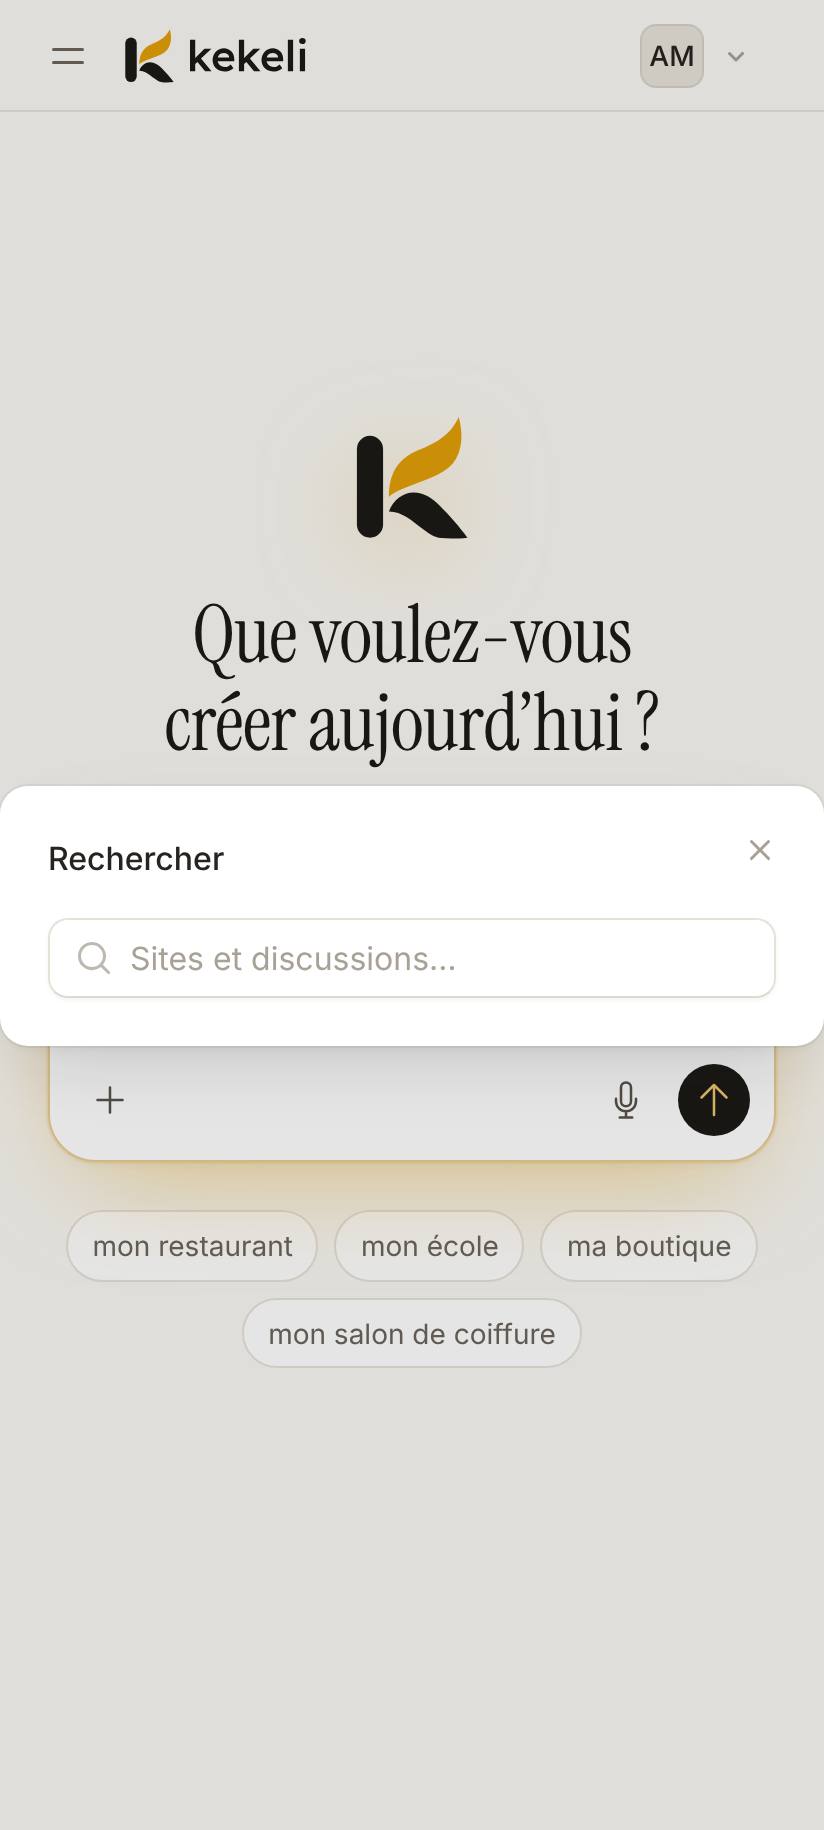 kekeli
AM
Que voulez-vous
créer aujourd’hui ?
Rechercher
Sites et discussions...
mon restaurant
mon école
ma boutique
mon salon de coiffure